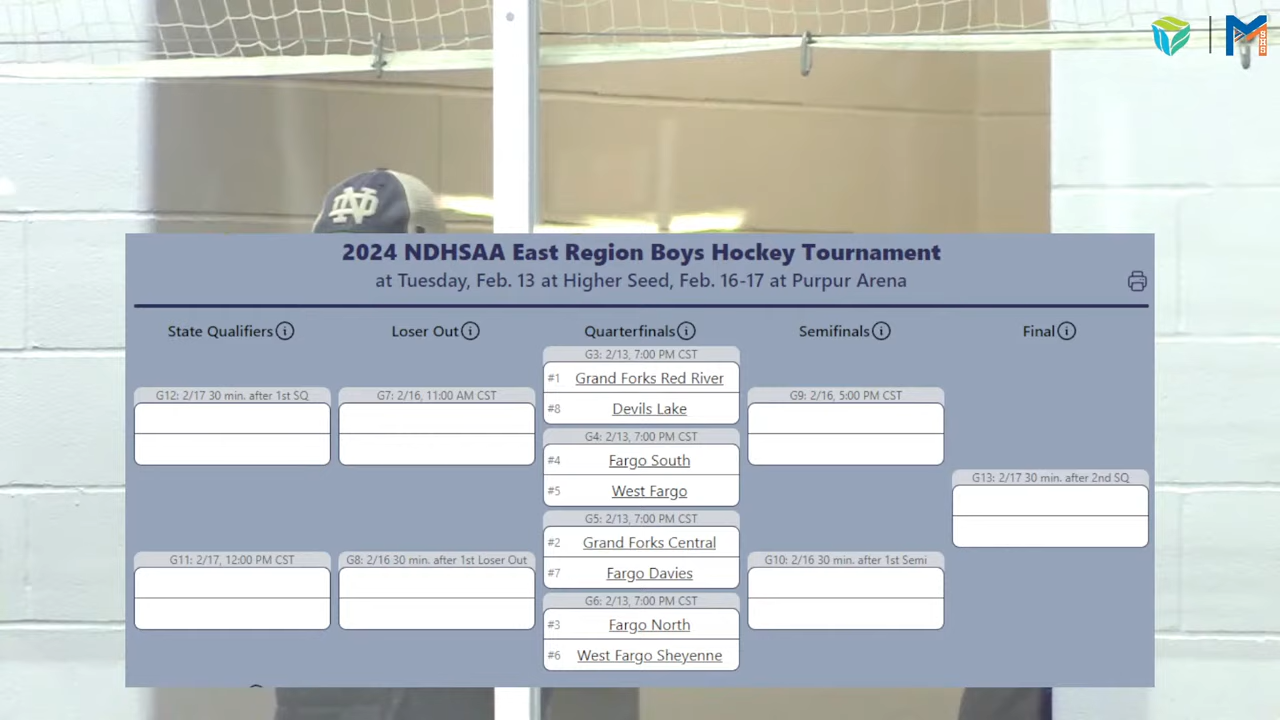 M
SHS
ND
2024 NDHSAA East Region Boys Hockey Tournament
at Tuesday, Feb. 13 at Higher Seed, Feb. 16-17 at Purpur Arena
State Qualifiers
Loser Out
Quarterfinals
Semifinals
Final
G12: 2/17 30 min. after 1st SQ
G11: 2/17, 12:00 PM CST
G7: 2/16, 11:00 AM CST
G8: 2/16 30 min. after 1st Loser Out
G3: 2/13, 7:00 PM CST
#1 Grand Forks Red River
#8 Devils Lake
G4: 2/13, 7:00 PM CST
#4 Fargo South
#5 West Fargo
G5: 2/13, 7:00 PM CST
#2 Grand Forks Central
#7 Fargo Davies
G6: 2/13, 7:00 PM CST
#3 Fargo North
#6 West Fargo Sheyenne
G9: 2/16, 5:00 PM CST
G10: 2/16 30 min. after 1st Semi
G13: 2/17 30 min. after 2nd SQ